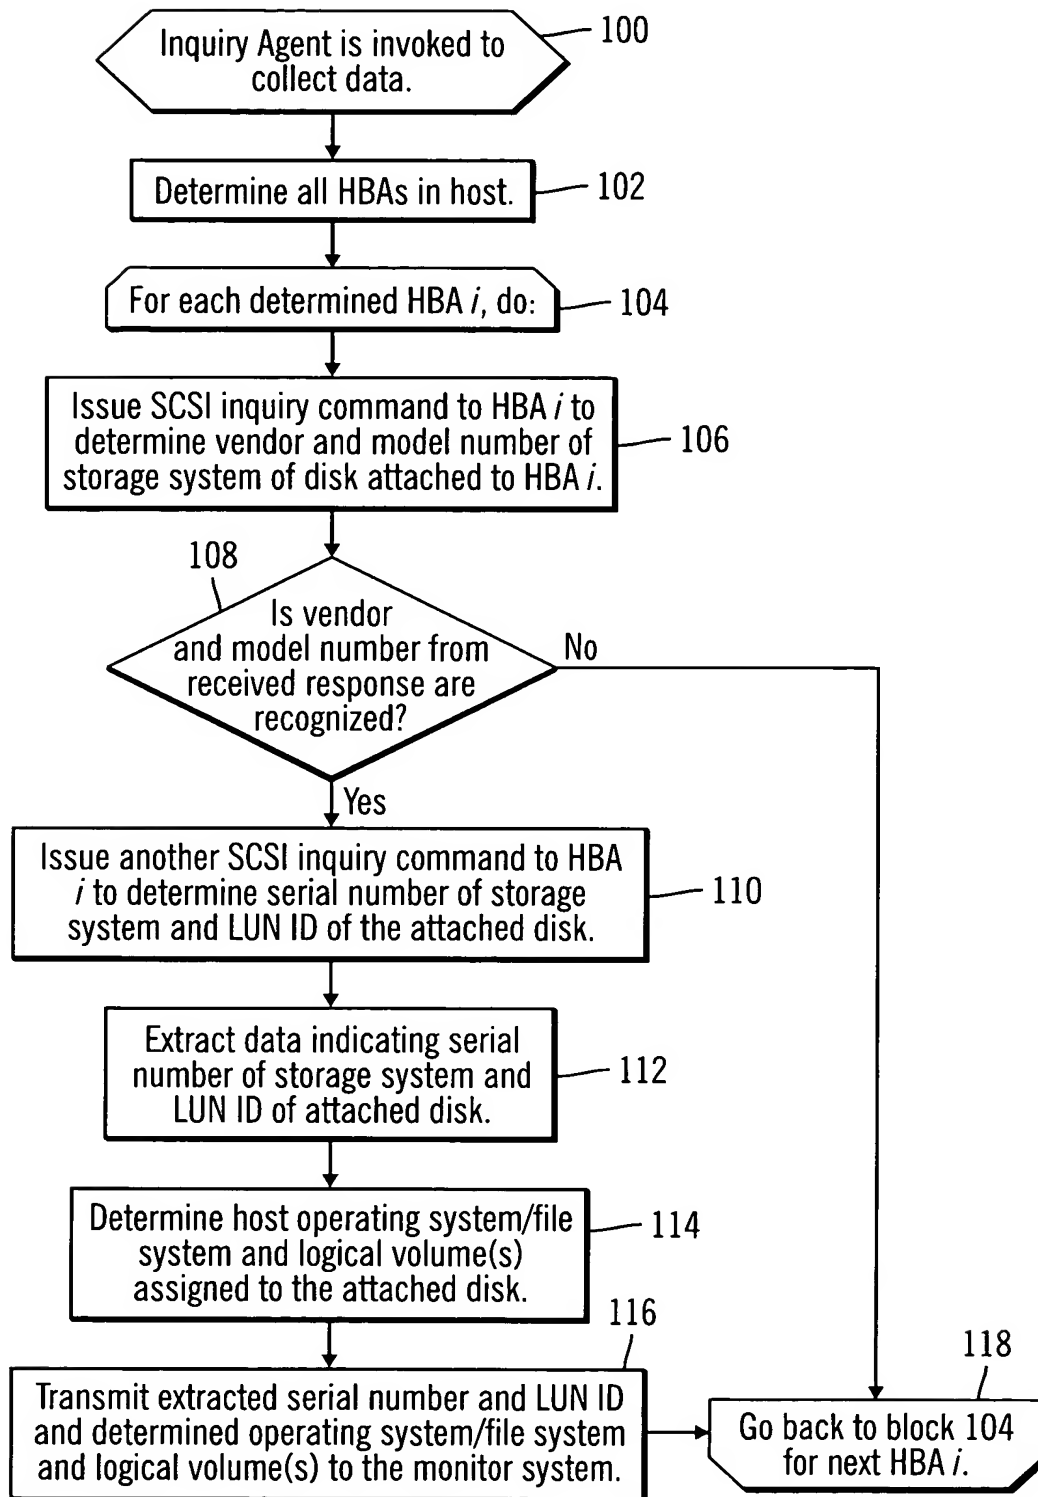 Inquiry Agent is invoked to
collect data.
100
Determine all HBAs in host.
102
For each determined HBA i, do:
104
Issue SCSI inquiry command to HBA i to
determine vendor and model number of
storage system of disk attached to HBA i.
106
108
Is vendor
and model number from
received response are
recognized?
No
Yes
Issue another SCSI inquiry command to HBA
i to determine serial number of storage
system and LUN ID of the attached disk.
110
Extract data indicating serial
number of storage system and
LUN ID of attached disk.
112
Determine host operating system/file
system and logical volume(s)
assigned to the attached disk.
114
116
Transmit extracted serial number and LUN ID
and determined operating system/file system
and logical volume(s) to the monitor system.
118
Go back to block 104
for next HBA i.